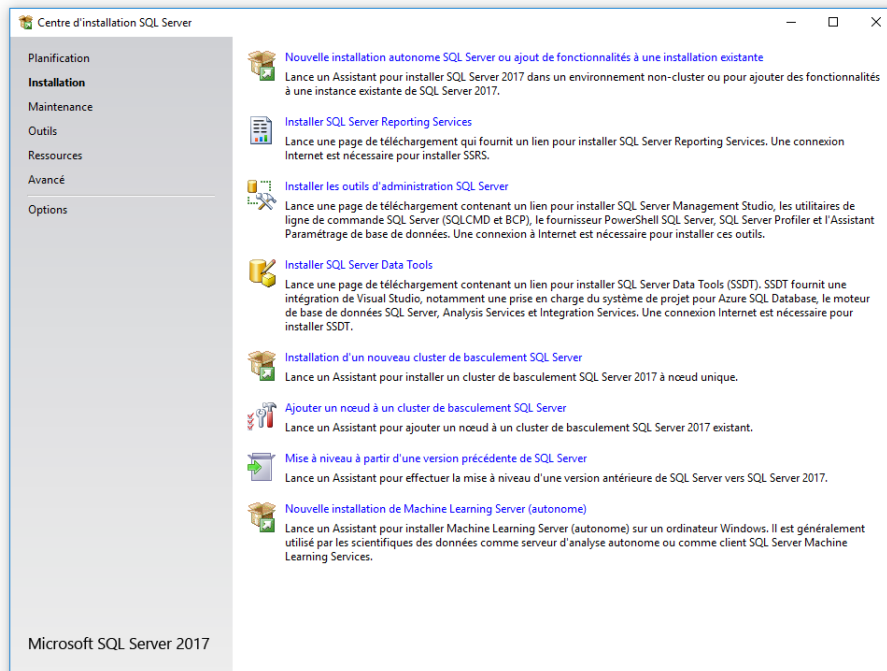 Centre d'installation SQL Server
Planification
Installation
Maintenance
Outils
Ressources
Avancé
Options
Microsoft SQL Server 2017
Nouvelle installation autonome SQL Server ou ajout de fonctionnalités à une installation existante
Lance un Assistant pour installer SQL Server 2017 dans un environnement non-cluster ou pour ajouter des fonctionnalités
à une instance existante de SQL Server 2017.
Installer SQL Server Reporting Services
Lance une page de téléchargement qui fournit un lien pour installer SQL Server Reporting Services. Une connexion
Internet est nécessaire pour installer SSRS.
Installer les outils d'administration SQL Server
Lance une page de téléchargement contenant un lien pour installer SQL Server Management Studio, les utilitaires de
ligne de commande SQL Server (SQLCMD et BCP), le fournisseur PowerShell SQL Server, SQL Server Profiler et l'Assistant
Paramétrage de base de données. Une connexion à Internet est nécessaire pour installer ces outils.
Installer SQL Server Data Tools
Lance une page de téléchargement contenant un lien pour installer SQL Server Data Tools (SSDT). SSDT fournit une
intégration de Visual Studio, notamment une prise en charge du système de projet pour Azure SQL Database, le moteur
de base de données SQL Server, Analysis Services et Integration Services. Une connexion Internet est nécessaire pour
installer SSDT.
Installation d'un nouveau cluster de basculement SQL Server
Lance un Assistant pour installer un cluster de basculement SQL Server 2017 à nœud unique.
Ajouter un nœud à un cluster de basculement SQL Server
Lance un Assistant pour ajouter un nœud à un cluster de basculement SQL Server 2017 existant.
Mise à niveau à partir d'une version précédente de SQL Server
Lance un Assistant pour effectuer la mise à niveau d'une version antérieure de SQL Server vers SQL Server 2017.
Nouvelle installation de Machine Learning Server (autonome)
Lance un Assistant pour installer Machine Learning Server (autonome) sur un ordinateur Windows. Il est généralement
utilisé par les scientifiques des données comme serveur d'analyse autonome ou comme client SQL Server Machine
Learning Services.